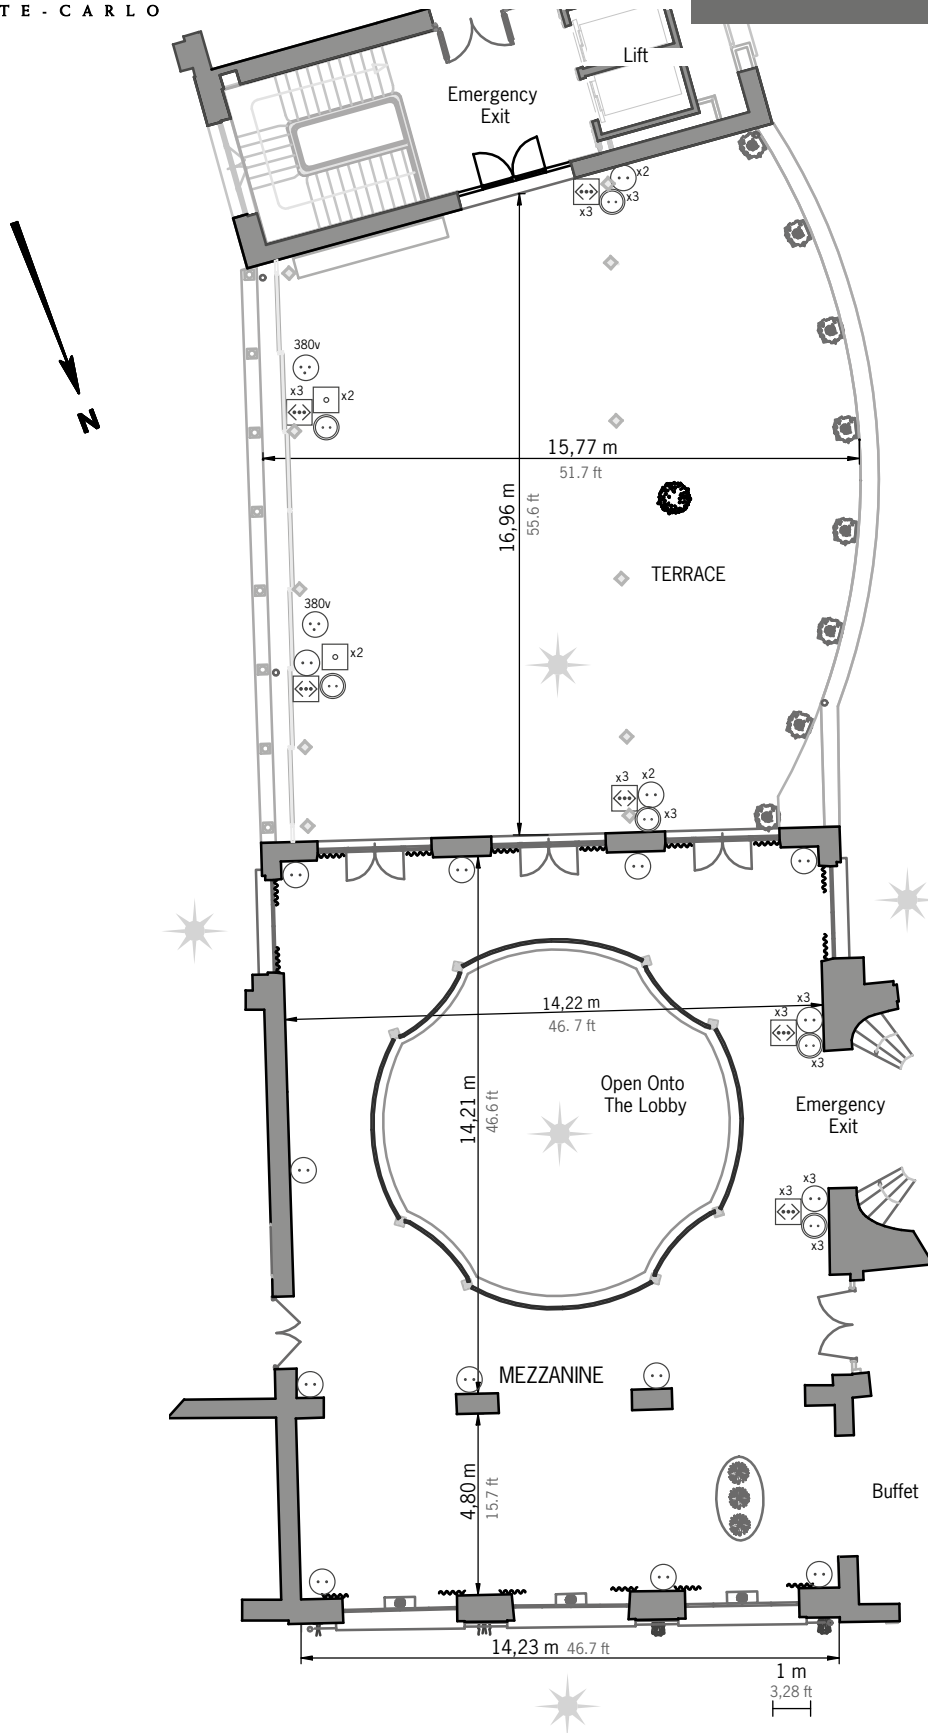 TE-CARLO
Lift
Emergency
Exit
x2
x3
x3
380v
x3
x2
15,77 m
51.7 ft
16,96 m
55.6 ft
TERRACE
N
380v
x2
x3
x2
x3
14,22 m
46. 7 ft
x3
x3
x3
Open Onto
The Lobby
14,21 m
46.6 ft
Emergency
Exit
x3
x3
x3
MEZZANINE
4,80 m
15.7 ft
Buffet
14,23 m 46.7 ft
1 m
3,28 ft